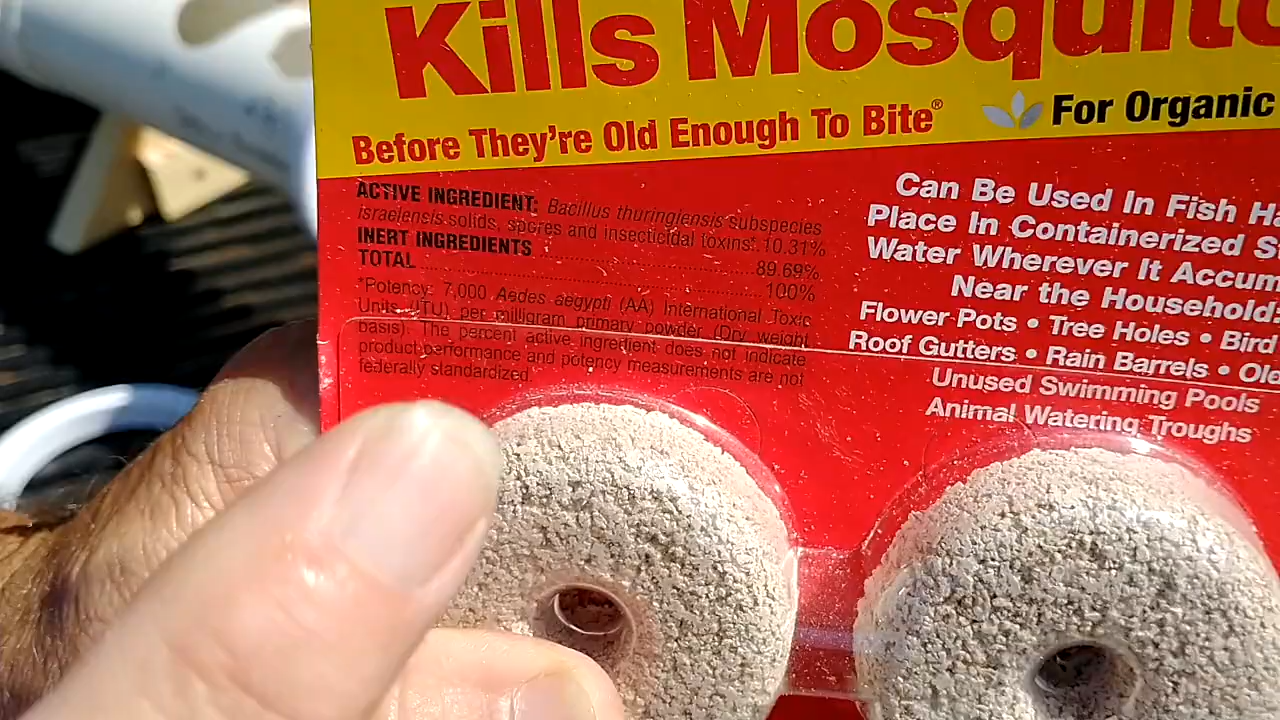 Kills Mosquito
Before They're Old Enough To Bite®
For Organic
ACTIVE INGREDIENT: Bacillus thuringiensis subspecies
israelensis solids, spores and insecticidal toxins* 10.31%
INERT INGREDIENTS 89.69%
TOTAL 100%
*Potency: 7,000 Aedes aegypti (AA) International Toxic
Units (ITU) per milligram primary powder (Dry weight
basis). The percent active ingredient does not indicate
product performance and potency measurements are not
federally standardized.
Can Be Used In Fish
Place In Containerized
Water Wherever It
Near the Household:
Flower Pots • Tree Holes • Bird
Roof Gutters • Rain Barrels •
Unused Swimming Pools
Animal Watering Troughs